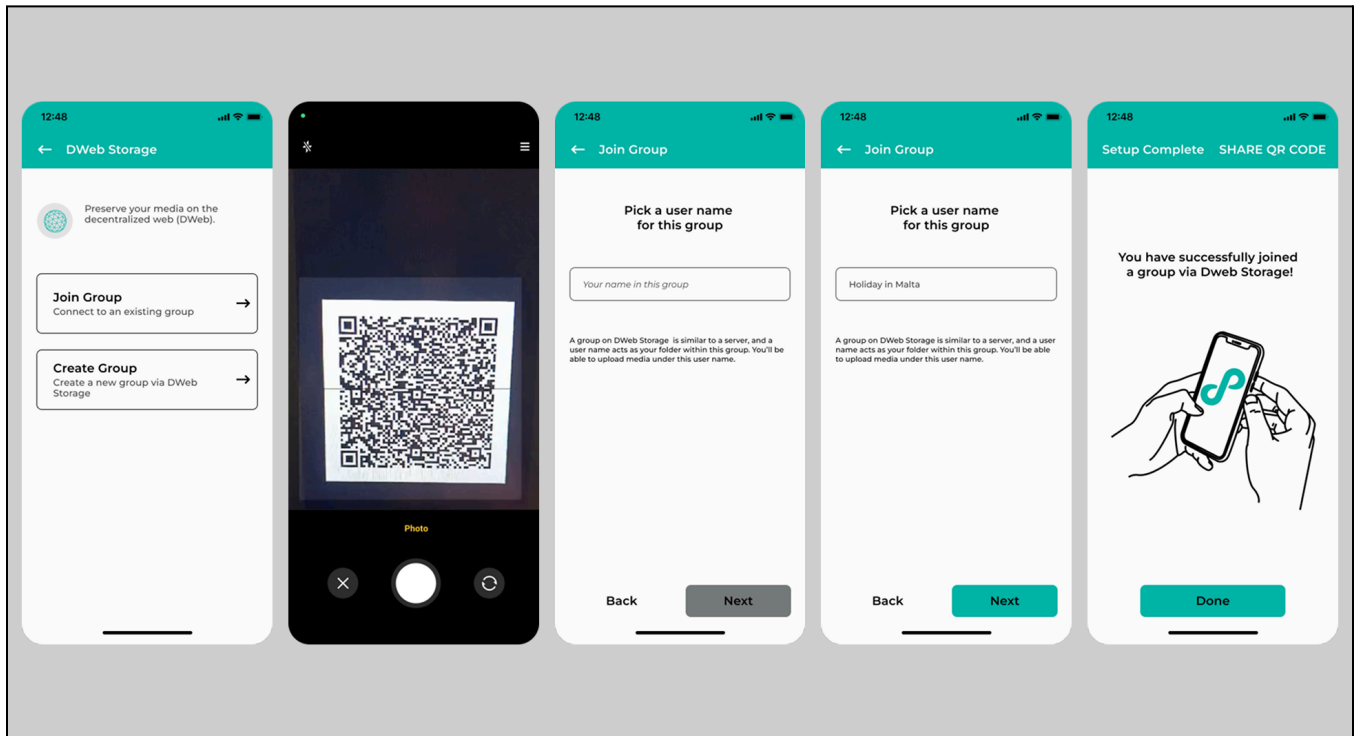 12:48
← DWeb Storage
Preserve your media on the
decentralized web (DWeb).
Join Group
Connect to an existing group
→
Create Group
Create a new group via DWeb
Storage
→
Photo
12:48
← Join Group
Pick a user name
for this group
Your name in this group
A group on DWeb Storage is similar to a server, and a
user name acts as your folder within this group. You'll be
able to upload media under this user name.
Back
Next
12:48
← Join Group
Pick a user name
for this group
Holiday in Malta
A group on DWeb Storage is similar to a server, and a user
name acts as your folder within this group. You'll be able
to upload media under this user name.
Back
Next
12:48
Setup Complete SHARE QR CODE
You have successfully joined
a group via Dweb Storage!
Done